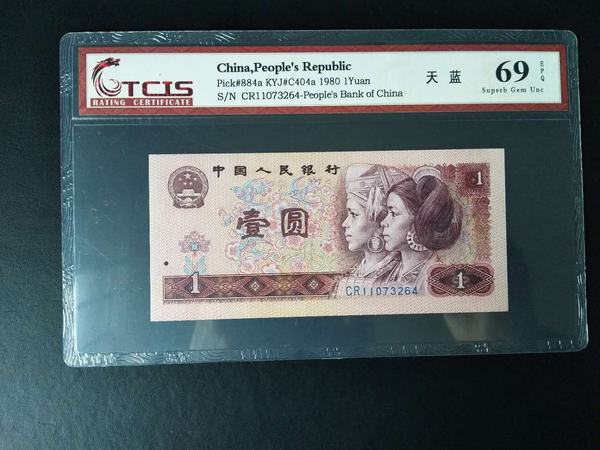 TCIS
RATING CERTIFICATE
China,People's Republic
Pick#884a KYJ#C404a 1980 1Yuan
S/N CR11073264-People's Bank of China
天 蓝
69
EPQ
Superb Gem Unc
中国人民银行
1
壹圆
1
1
CR11073264